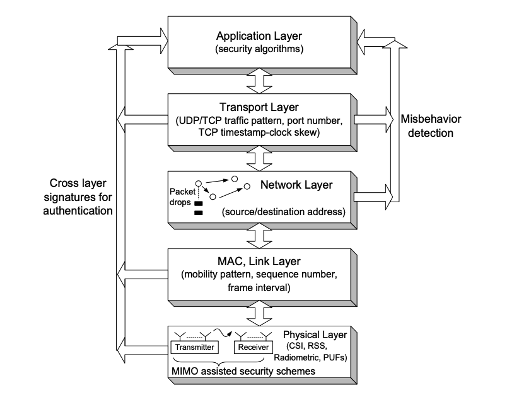 Application Layer
(security algorithms)
Transport Layer
(UDP/TCP traffic pattern, port number,
TCP timestamp-clock skew)
Misbehavior
detection
Cross layer
signatures for
authentication
Packet
drops
Network Layer
(source/destination address)
MAC, Link Layer
(mobility pattern, sequence number,
frame interval)
Physical Layer
(CSI, RSS,
Radiometric, PUFs)
Transmitter
Receiver
MIMO assisted security schemes